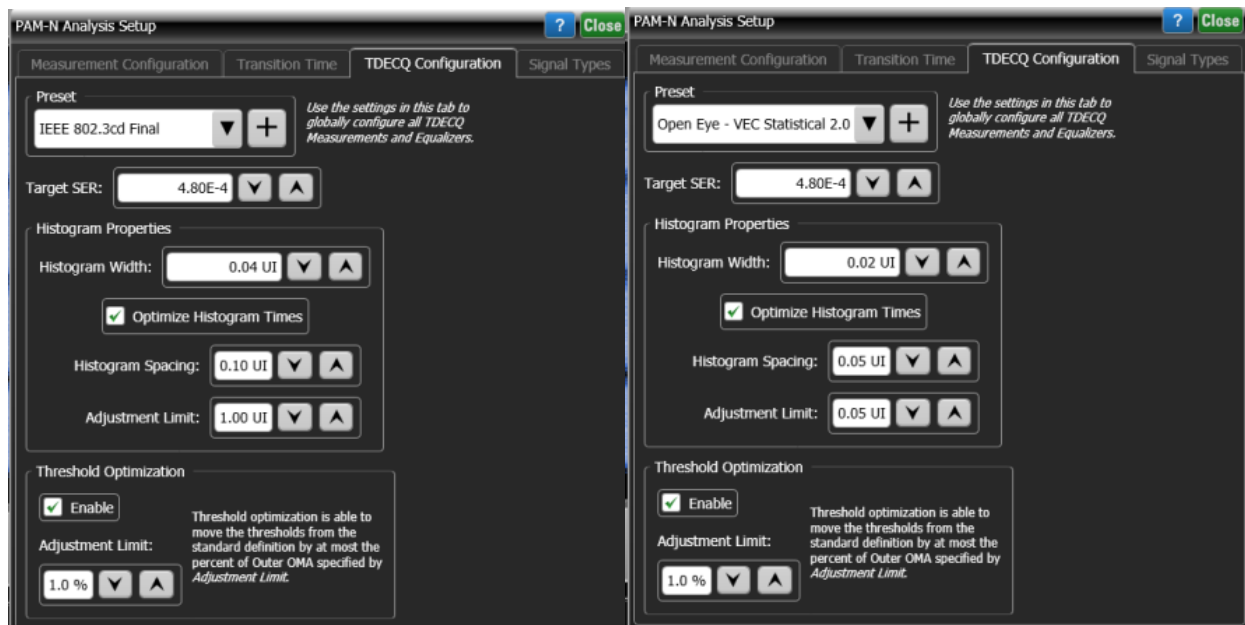 PAM-N Analysis Setup
? Close
Measurement Configuration Transition Time TDECQ Configuration Signal Types
Preset
IEEE 802.3cd Final
Use the settings in this tab to
globally configure all TDECQ
Measurements and Equalizers.
Target SER: 4.80E-4
Histogram Properties
Histogram Width: 0.04 UI
Optimize Histogram Times
Histogram Spacing: 0.10 UI
Adjustment Limit: 1.00 UI
Threshold Optimization
Enable
Threshold optimization is able to
move the thresholds from the
standard definition by at most the
percent of Outer OMA specified by
Adjustment Limit.
Adjustment Limit:
1.0 %
PAM-N Analysis Setup
? Close
Measurement Configuration Transition Time TDECQ Configuration Signal Types
Preset
Open Eye - VEC Statistical 2.0
Use the settings in this tab to
globally configure all TDECQ
Measurements and Equalizers.
Target SER: 4.80E-4
Histogram Properties
Histogram Width: 0.02 UI
Optimize Histogram Times
Histogram Spacing: 0.05 UI
Adjustment Limit: 0.05 UI
Threshold Optimization
Enable
Threshold optimization is able to
move the thresholds from the
standard definition by at most the
percent of Outer OMA specified by
Adjustment Limit.
Adjustment Limit:
1.0 %